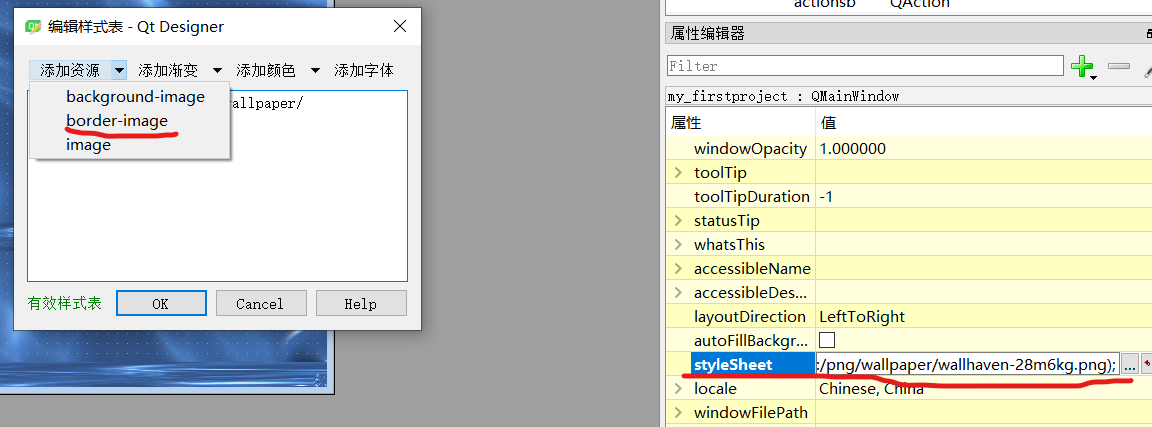 编辑样式表 - Qt Designer
添加资源 添加渐变 添加颜色 添加字体
background-image
border-image
image
allpaper/
有效样式表 OK Cancel Help
actionsb QAction
属性编辑器
Filter
my_firstproject : QMainWindow
属性 值
windowOpacity 1.000000
toolTip
toolTipDuration -1
statusTip
whatsThis
accessibleName
accessibleDes...
layoutDirection LeftToRight
autoFillBackgr...
styleSheet :/png/wallpaper/wallhaven-28m6kg.png); ...
locale Chinese, China
windowFilePath